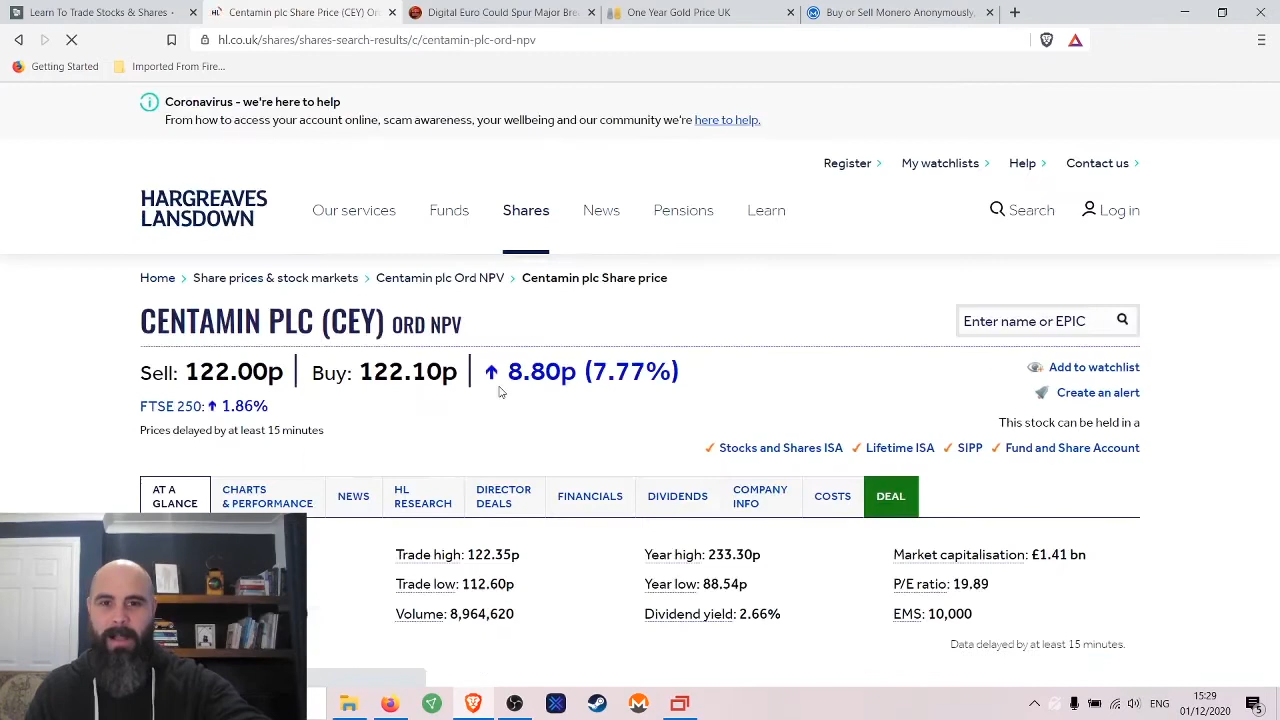 Learn To Trade Stocks & Shares -
Centamin plc Share Price (CEY) Or
Digital Euro Could Spur Major Bre
One Year Gold Price UK
Buy or Sell Monero Anonymously,
hl.co.uk/shares/shares-search-results/c/centamin-plc-ord-npv
Getting Started
Imported From Fire...
Coronavirus - we're here to help
From how to access your account online, scam awareness, your wellbeing and our community we're here to help.
Register > My watchlists > Help > Contact us >
HARGREAVES
LANSDOWN
Our services Funds Shares News Pensions Learn Search Log in
Home > Share prices & stock markets > Centamin plc Ord NPV > Centamin plc Share price
CENTAMIN PLC (CEY) ORD NPV
Enter name or EPIC
Sell: 122.00p | Buy: 122.10p | ↑ 8.80p (7.77%)
Add to watchlist
FTSE 250: ↑ 1.86%
Create an alert
Prices delayed by at least 15 minutes
This stock can be held in a
✓ Stocks and Shares ISA ✓ Lifetime ISA ✓ SIPP ✓ Fund and Share Account
AT A
GLANCE
CHARTS
& PERFORMANCE
NEWS
HL
RESEARCH
DIRECTOR
DEALS
FINANCIALS
DIVIDENDS
COMPANY
INFO
COSTS
DEAL
Trade high: 122.35p
Year high: 233.30p
Market capitalisation: £1.41 bn
Trade low: 112.60p
Year low: 88.54p
P/E ratio: 19.89
Volume: 8,964,620
Dividend yield: 2.66%
EMS: 10,000
Data delayed by at least 15 minutes.
ENG
15:29
01/12/2020
5